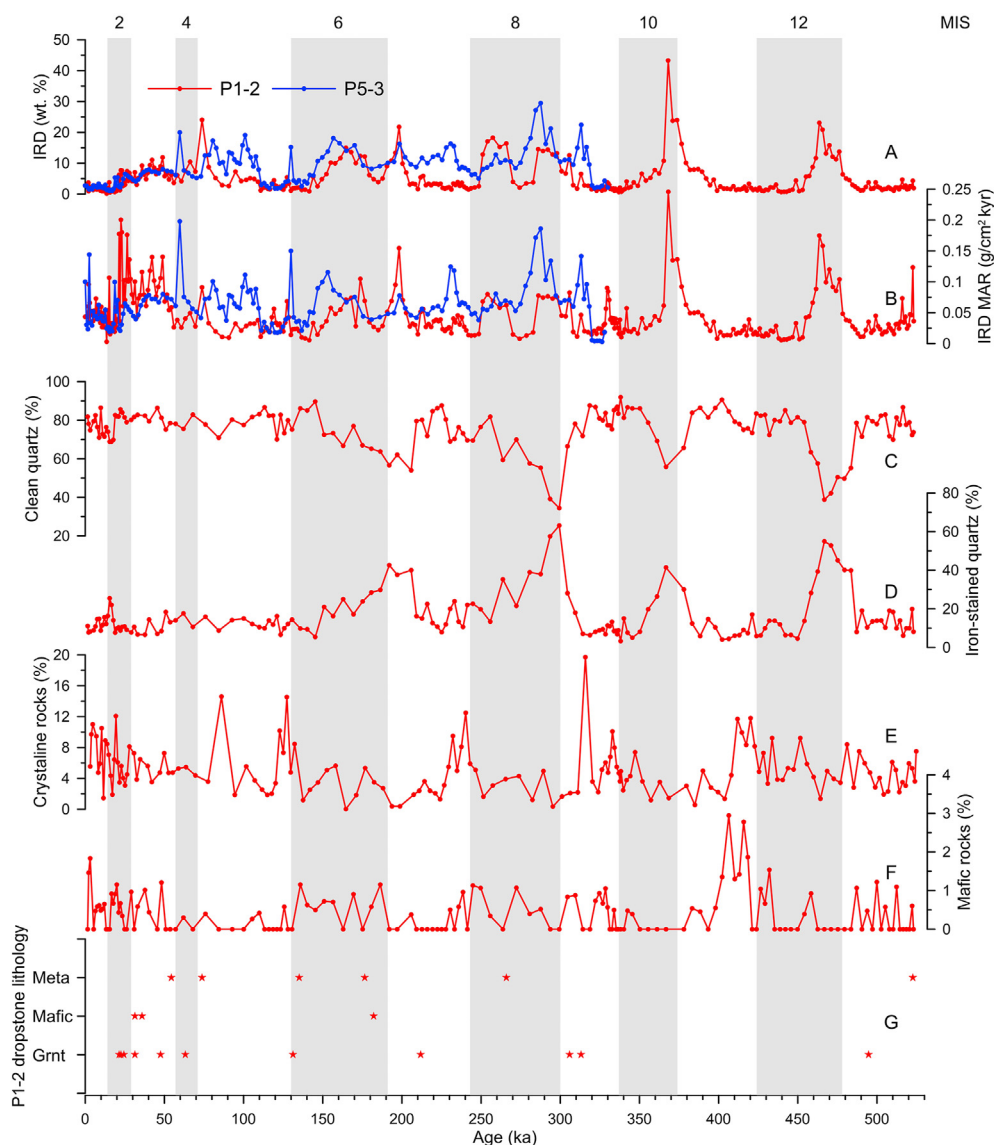 2 4 6 8 10 12 MIS
50
40
30
20
10
0
IRD (wt. %)
P1-2 P5-3
A
0.25
0.2
0.15
0.1
0.05
0
IRD MAR (g/cm² kyr)
B
100
80
60
40
20
Clean quartz (%)
C
80
60
40
20
0
Iron-stained quartz (%)
D
20
16
12
8
4
0
Crystaline rocks (%)
E
4
3
2
1
0
Mafic rocks (%)
F
P1-2 dropstone lithology
Meta
Mafic
Grnt
G
0 50 100 150 200 250 300 350 400 450 500
Age (ka)